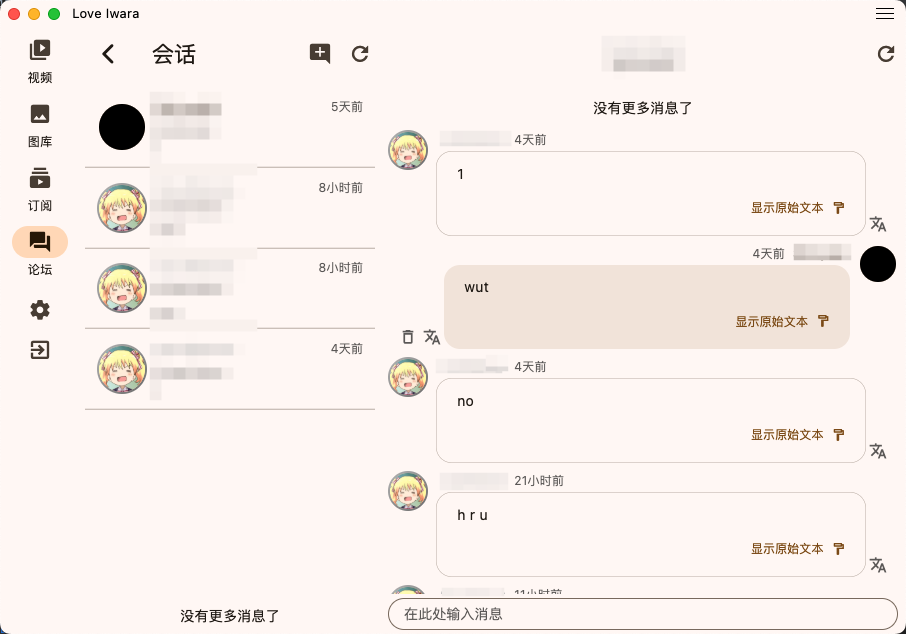 Love Iwara
视频
图库
订阅
论坛
会话
5天前
8小时前
8小时前
4天前
没有更多消息了
没有更多消息了
4天前
1
显示原始文本
4天前
wut
显示原始文本
4天前
no
显示原始文本
21小时前
h r u
显示原始文本
11小时前
在此处输入消息